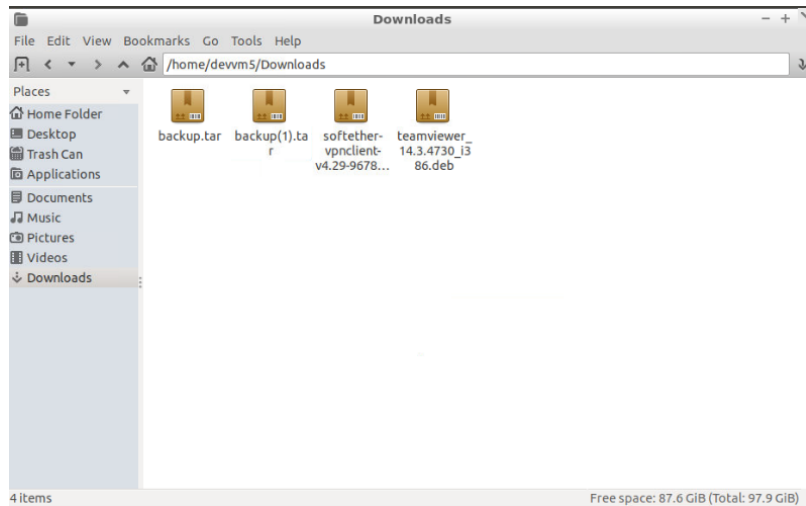 Downloads
File Edit View Bookmarks Go Tools Help
/home/devvm5/Downloads
Places
Home Folder
Desktop
Trash Can
Applications
Documents
Music
Pictures
Videos
Downloads
backup.tar
backup(1).ta
r
softether-
vpnclient-
v4.29-9678...
teamviewer_
14.3.4730_i3
86.deb
4 items
Free space: 87.6 GiB (Total: 97.9 GiB)